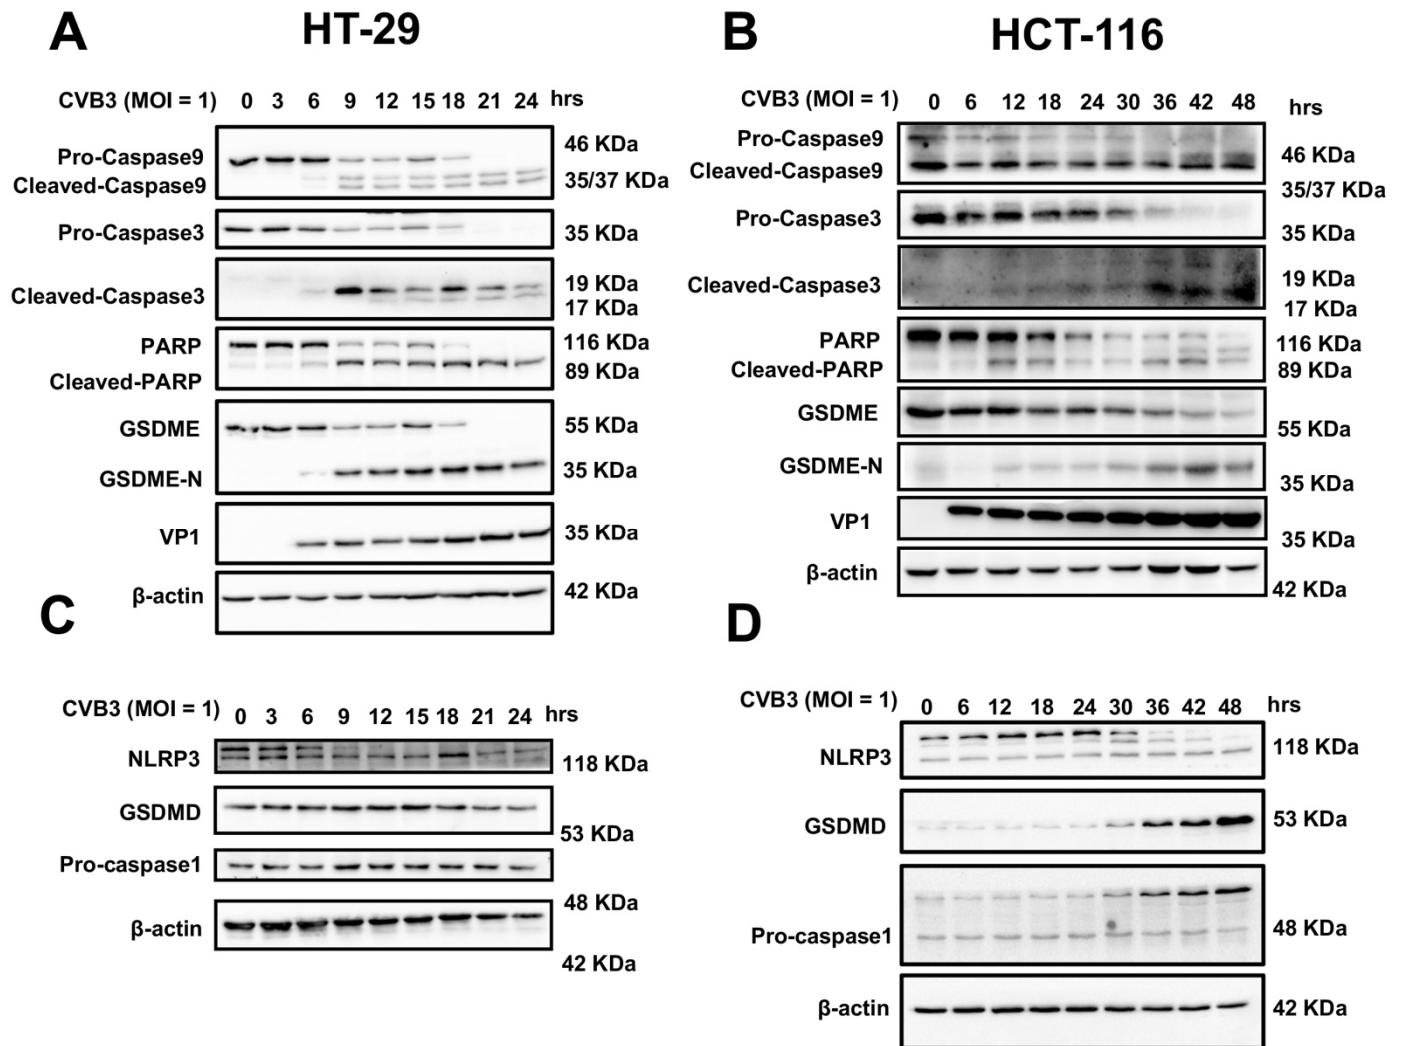 A
HT-29
CVB3 (MOI = 1) 0 3 6 9 12 15 18 21 24 hrs
Pro-Caspase9 46 KDa
Cleaved-Caspase9 35/37 KDa
Pro-Caspase3 35 KDa
Cleaved-Caspase3 19 KDa
17 KDa
PARP 116 KDa
Cleaved-PARP 89 KDa
GSDME 55 KDa
GSDME-N 35 KDa
VP1 35 KDa
β-actin 42 KDa
B
HCT-116
CVB3 (MOI = 1) 0 6 12 18 24 30 36 42 48 hrs
Pro-Caspase9 46 KDa
Cleaved-Caspase9 35/37 KDa
Pro-Caspase3 35 KDa
Cleaved-Caspase3 19 KDa
17 KDa
PARP 116 KDa
Cleaved-PARP 89 KDa
GSDME 55 KDa
GSDME-N 35 KDa
VP1 35 KDa
β-actin 42 KDa
C
CVB3 (MOI = 1) 0 3 6 9 12 15 18 21 24 hrs
NLRP3 118 KDa
GSDMD 53 KDa
Pro-caspase1 48 KDa
β-actin 42 KDa
D
CVB3 (MOI = 1) 0 6 12 18 24 30 36 42 48 hrs
NLRP3 118 KDa
GSDMD 53 KDa
Pro-caspase1 48 KDa
β-actin 42 KDa